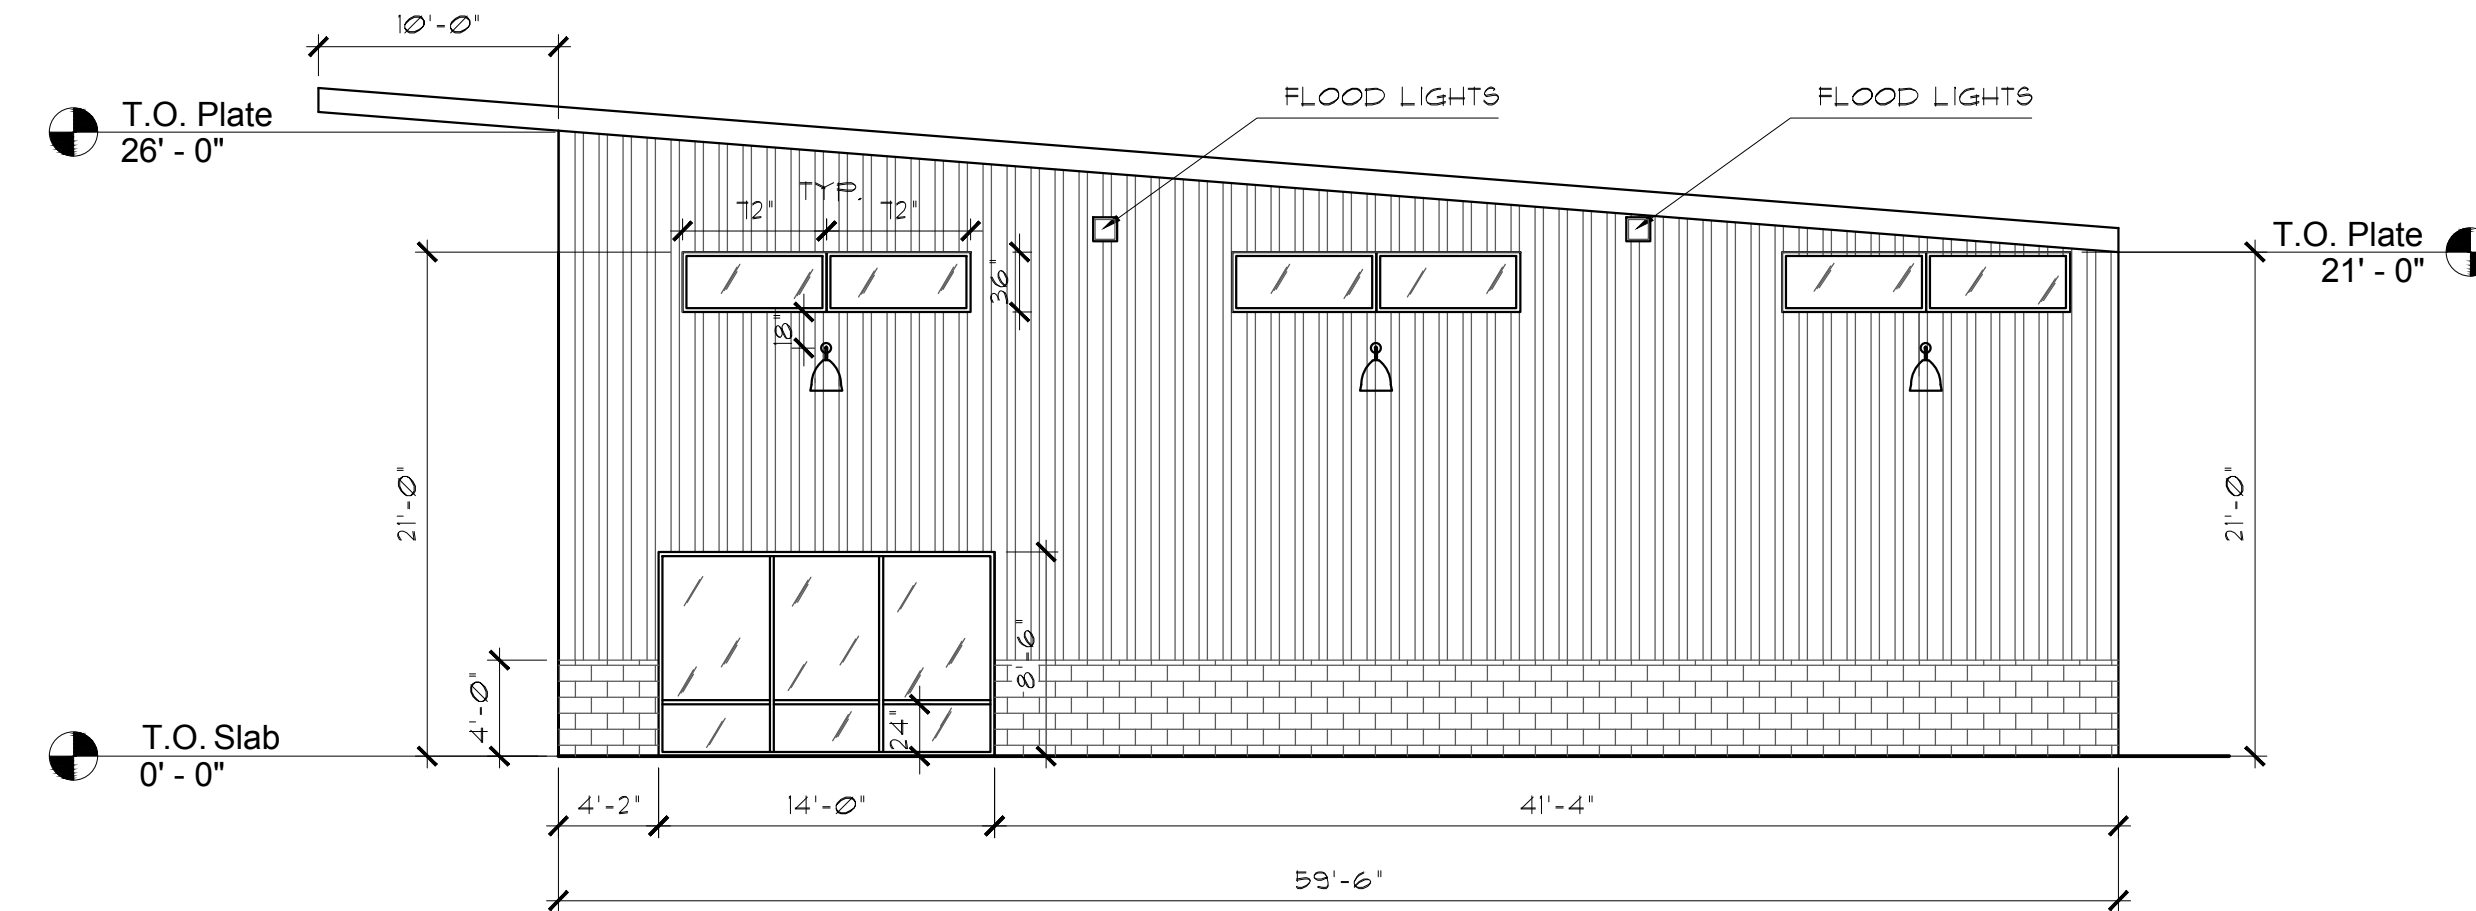 10'-0"
FLOOD LIGHTS
FLOOD LIGHTS
T.O. Plate
26' - 0"
TYP.
72"
72"
T.O. Plate
21' - 0"
36"
18"
21'-0"
21'-0"
8'-6"
4'-0"
24"
T.O. Slab
0' - 0"
4'-2"
14'-0"
41'-4"
59'-6"